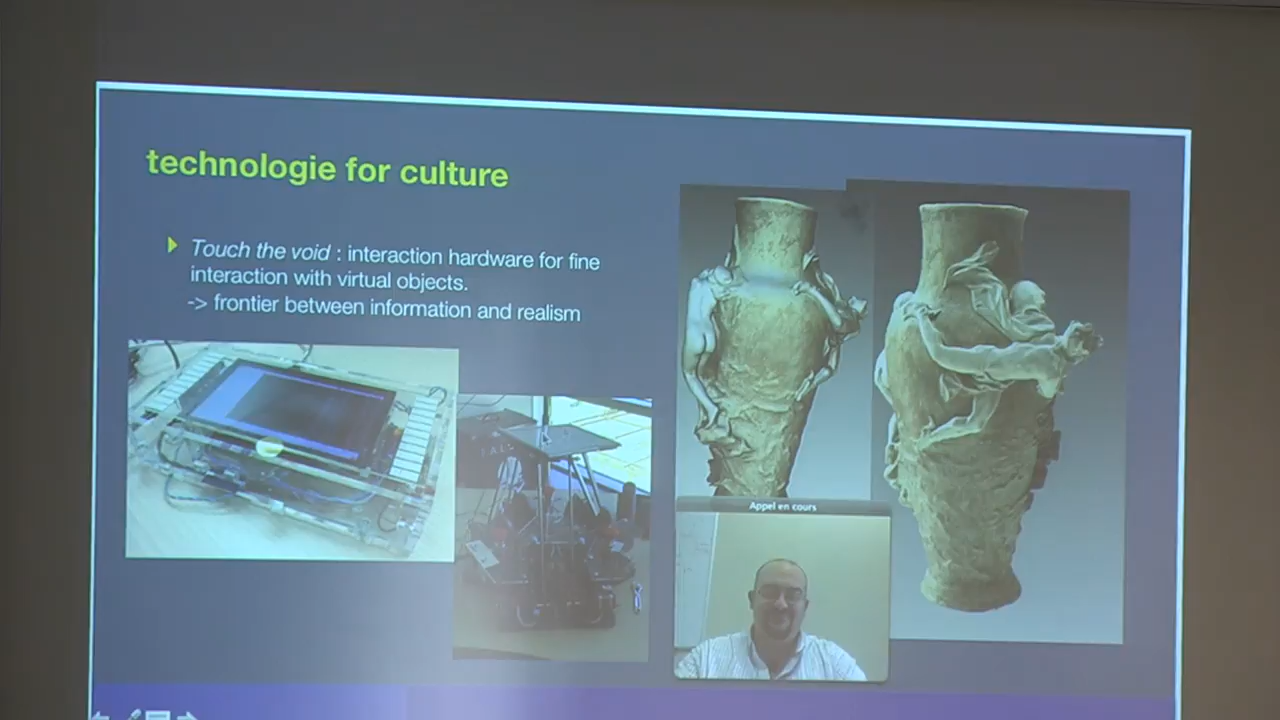 technologie for culture
Touch the void : interaction hardware for fine
interaction with virtual objects.
-> frontier between information and realism
Appel en cours